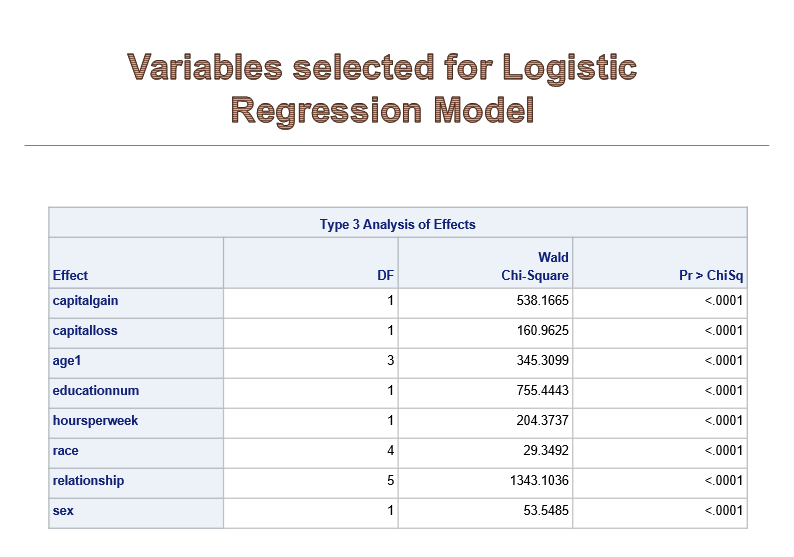 Variables selected for Logistic
Regression Model
Type 3 Analysis of Effects
Effect DF Wald Chi-Square Pr > ChiSq
capitalgain 1 538.1665 <.0001
capitalloss 1 160.9625 <.0001
age1 3 345.3099 <.0001
educationnum 1 755.4443 <.0001
hoursperweek 1 204.3737 <.0001
race 4 29.3492 <.0001
relationship 5 1343.1036 <.0001
sex 1 53.5485 <.0001